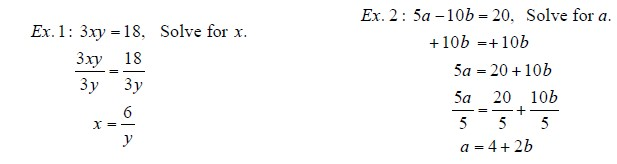 Ex. 1: 3xy = 18, Solve for x.
3xy/3y = 18/3y
x = 6/y
Ex. 2: 5a – 10b = 20, Solve for a.
+10b = +10b
5a = 20 + 10b
5a/5 = 20/5 + 10b/5
a = 4 + 2b